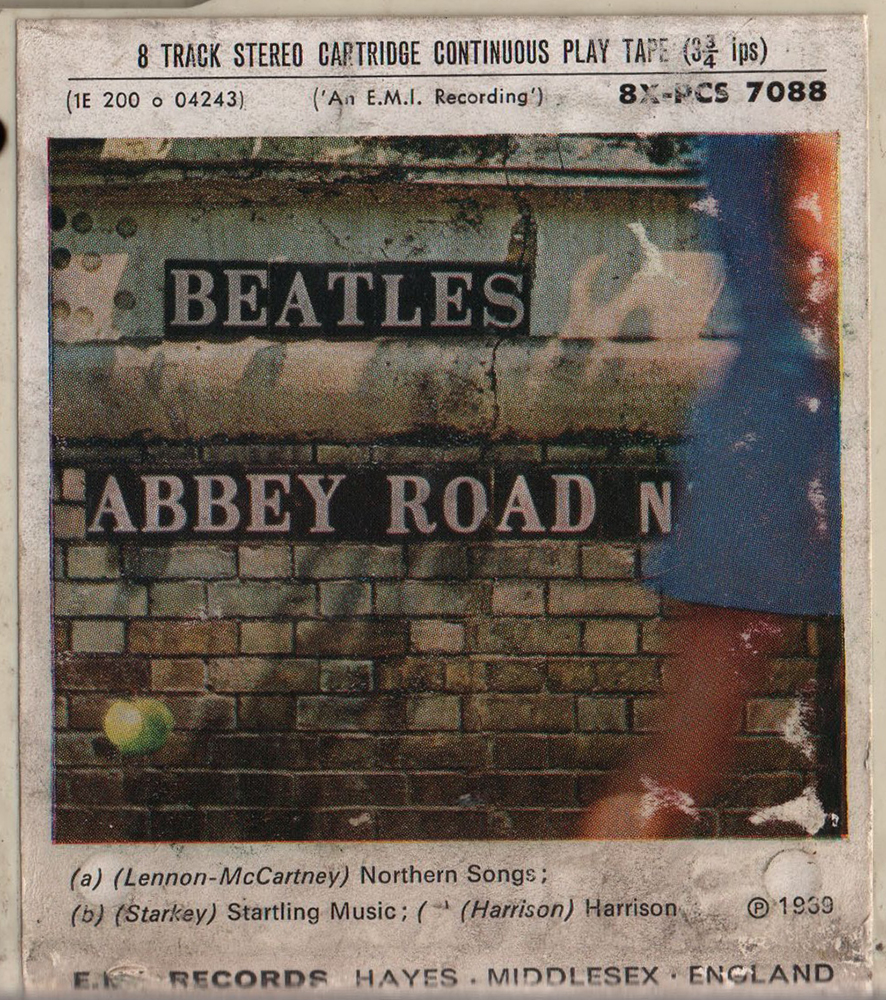 8 TRACK STEREO CARTRIDGE CONTINUOUS PLAY TAPE (3¾ ips)
(1E 200 o 04243) ('An E.M.I. Recording') 8X-PCS 7088
BEATLES
ABBEY ROAD N
(a) (Lennon-McCartney) Northern Songs;
(b) (Starkey) Startling Music; (Harrison) Harrison ℗ 1969
RECORDS HAYES · MIDDLESEX · ENGLAND